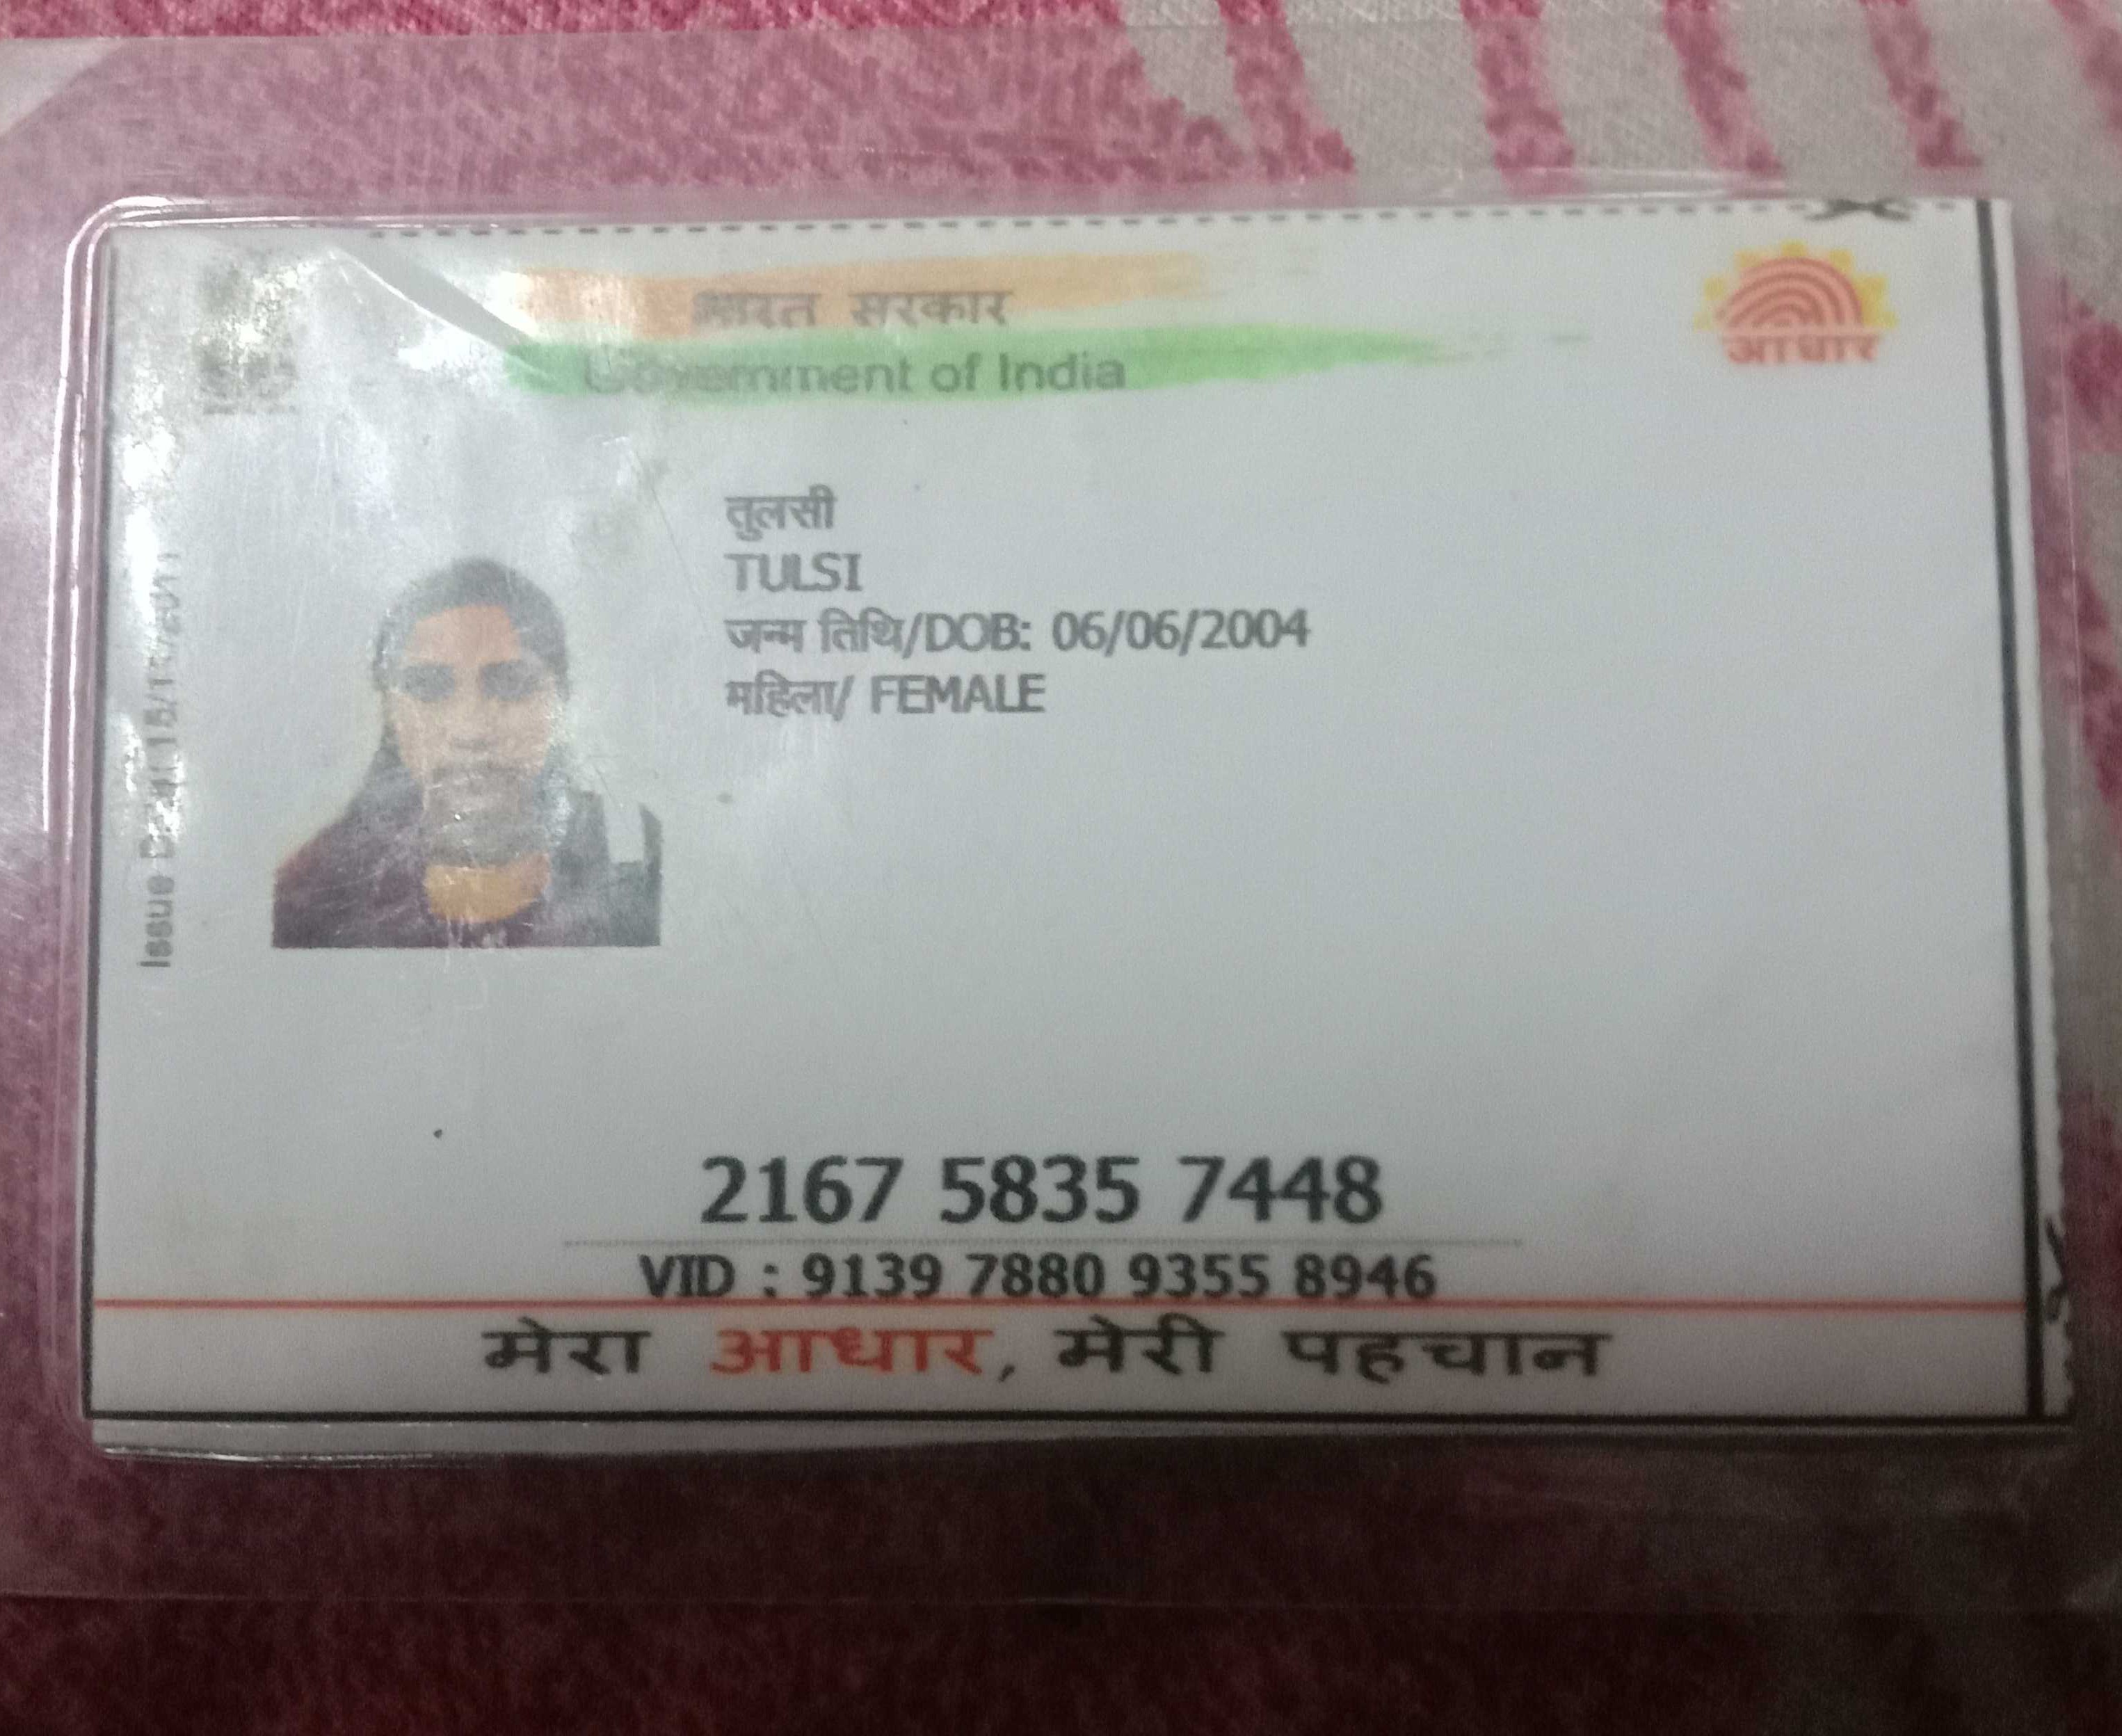 भारत सरकार
Government of India
आधार
तुलसी
TULSI
जन्म तिथि/DOB: 06/06/2004
महिला/ FEMALE
Issue
2167 5835 7448
VID : 9139 7880 9355 8946
मेरा आधार, मेरी पहचान